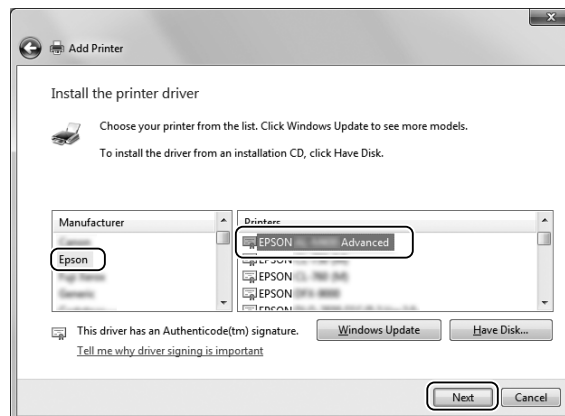 Add Printer
Install the printer driver
Choose your printer from the list. Click Windows Update to see more models.
To install the driver from an installation CD, click Have Disk.
Manufacturer
Printers
Epson
EPSON Advanced
EPSON
EPSON
EPSON
EPSON
This driver has an Authenticode(tm) signature.
Windows Update
Have Disk...
Tell me why driver signing is important
Next
Cancel